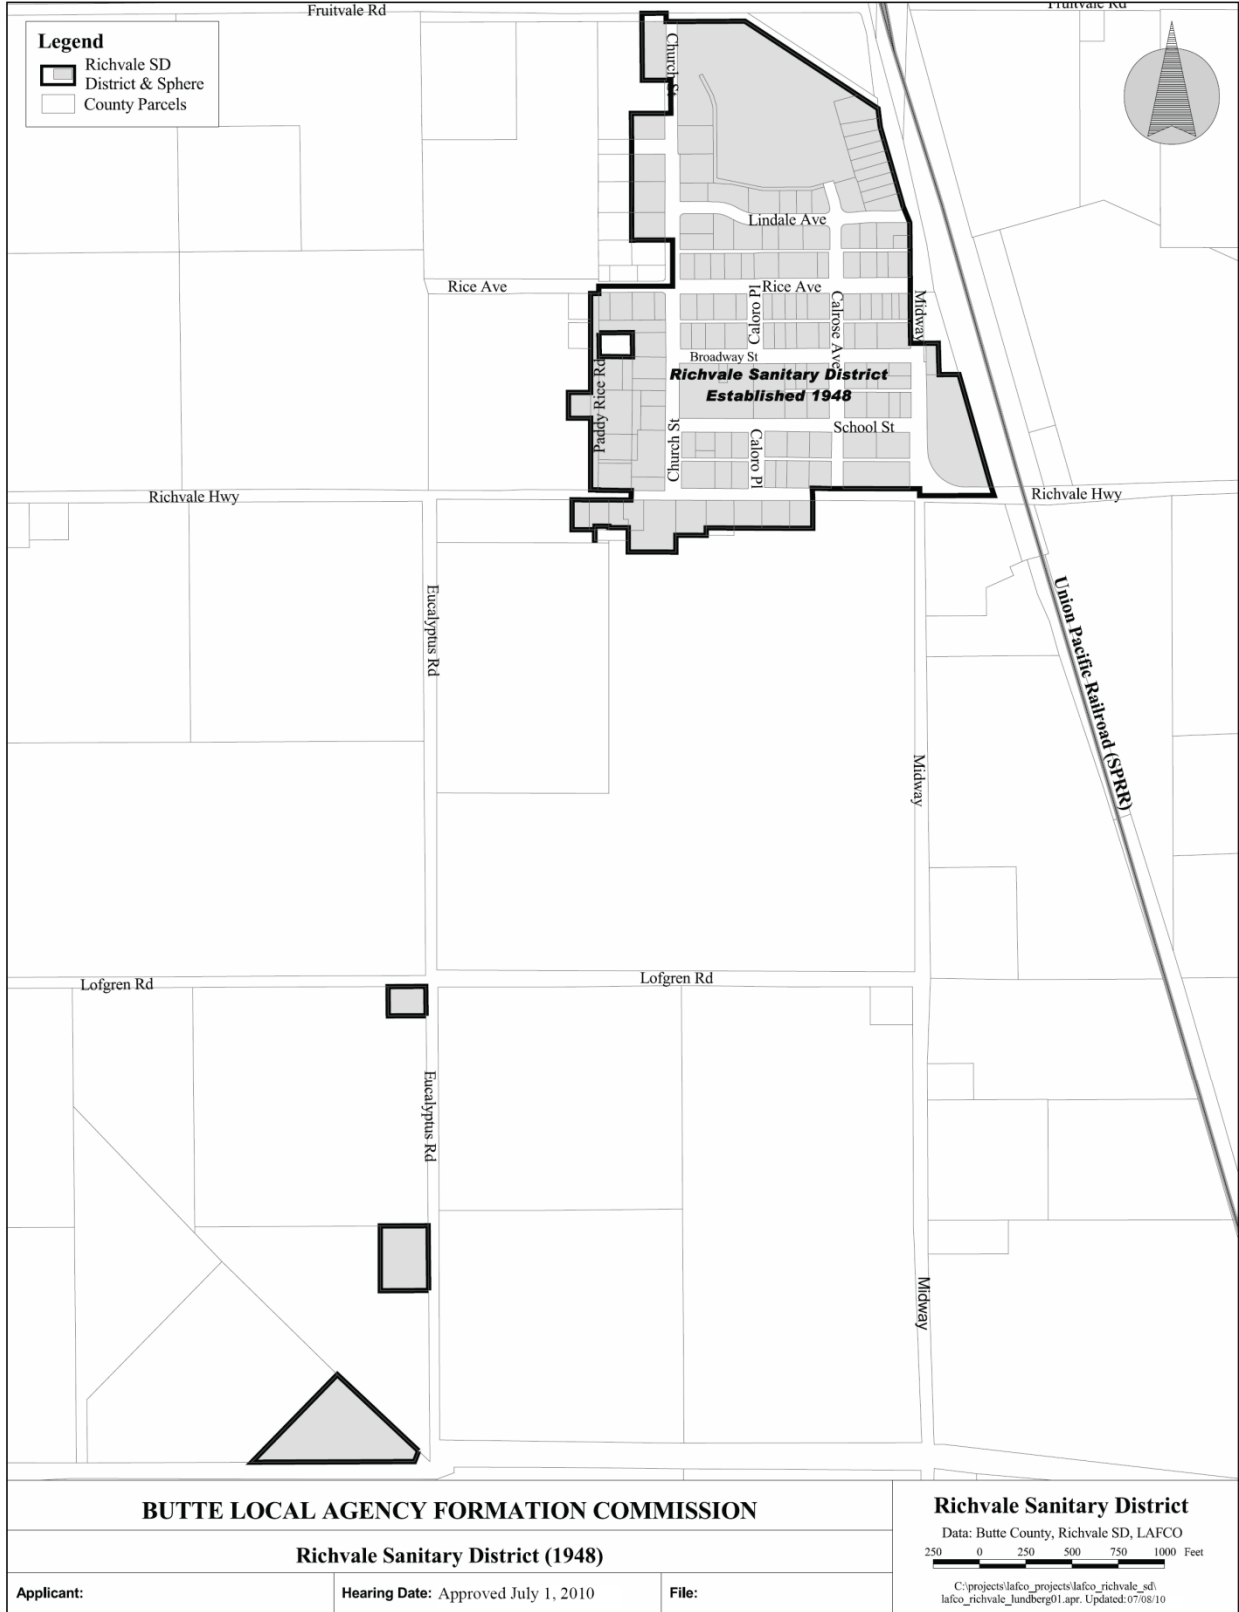 Fruitvale Rd
Fruitvale Rd
Legend
Richvale SD
District & Sphere
County Parcels
Church St
Lindale Ave
Rice Ave
Rice Ave
Caloro Pl
Calrose Ave
Midway
Broadway St
Richvale Sanitary District
Established 1948
Paddy Rice Rd
Church St
Caloro Pl
School St
Richvale Hwy
Richvale Hwy
Eucalyptus Rd
Union Pacific Railroad (SPRR)
Midway
Lofgren Rd
Lofgren Rd
Eucalyptus Rd
Midway
BUTTE LOCAL AGENCY FORMATION COMMISSION
Richvale Sanitary District (1948)
Applicant:
Hearing Date: Approved July 1, 2010
File:
Richvale Sanitary District
Data: Butte County, Richvale SD, LAFCO
250 0 250 500 750 1000 Feet
C:\projects\lafco_projects\lafco_richvale_sd\
lafco_richvale_lundberg01.apr. Updated: 07/08/10